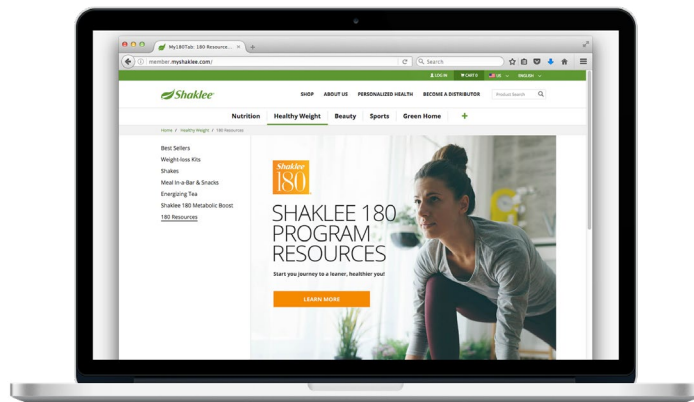 My180Tab: 180 Resource...
member.myshaklee.com/
Search
LOG IN
CART 0
US
ENGLISH
Shaklee
SHOP
ABOUT US
PERSONALIZED HEALTH
BECOME A DISTRIBUTOR
Product Search
Nutrition
Healthy Weight
Beauty
Sports
Green Home
+
Home / Healthy Weight / 180 Resources
Best Sellers
Weight-loss Kits
Shakes
Meal In-a-Bar & Snacks
Energizing Tea
Shaklee 180 Metabolic Boost
180 Resources
Shaklee
180
SHAKLEE 180
PROGRAM
RESOURCES
Start you journey to a leaner, healthier you!
LEARN MORE